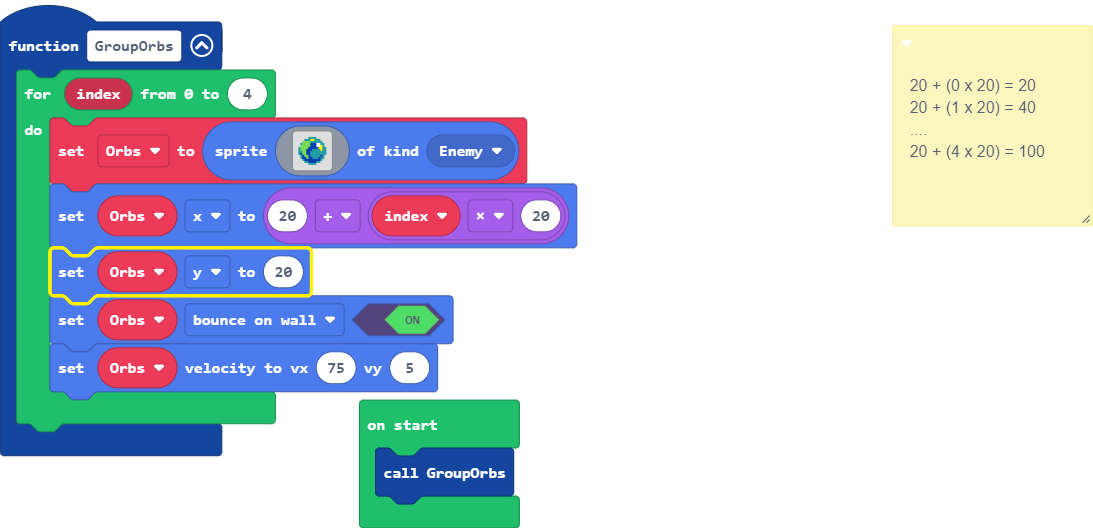 function GroupOrbs
for index from 0 to 4
do
set Orbs to sprite of kind Enemy
set Orbs x to 20 + index × 20
set Orbs y to 20
set Orbs bounce on wall ON
set Orbs velocity to vx 75 vy 5
on start
call GroupOrbs
20 + (0 x 20) = 20
20 + (1 x 20) = 40
....
20 + (4 x 20) = 100